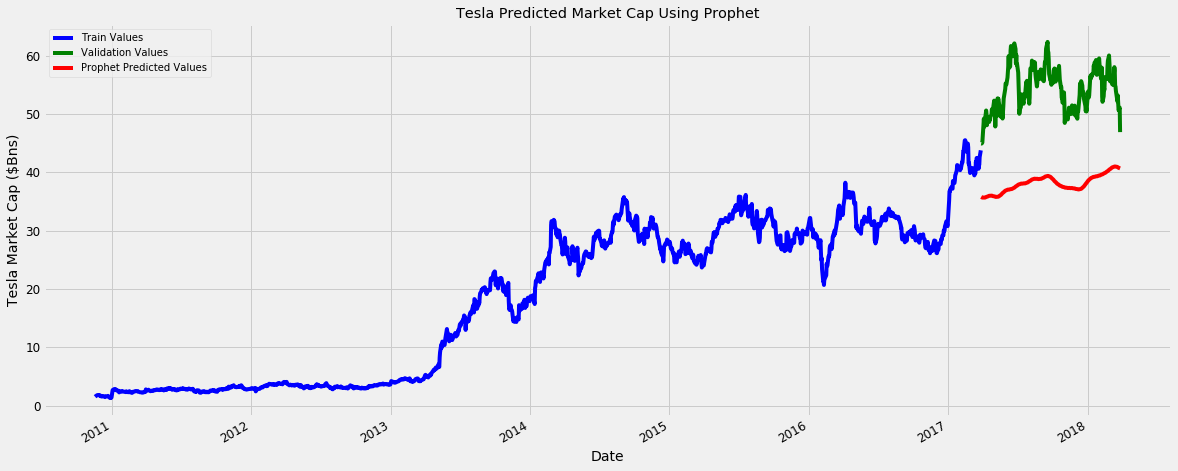 Tesla Predicted Market Cap Using Prophet
Train Values
Validation Values
Prophet Predicted Values
Tesla Market Cap ($Bns)
60
50
40
30
20
10
0
2011
2012
2013
2014
2015
2016
2017
2018
Date